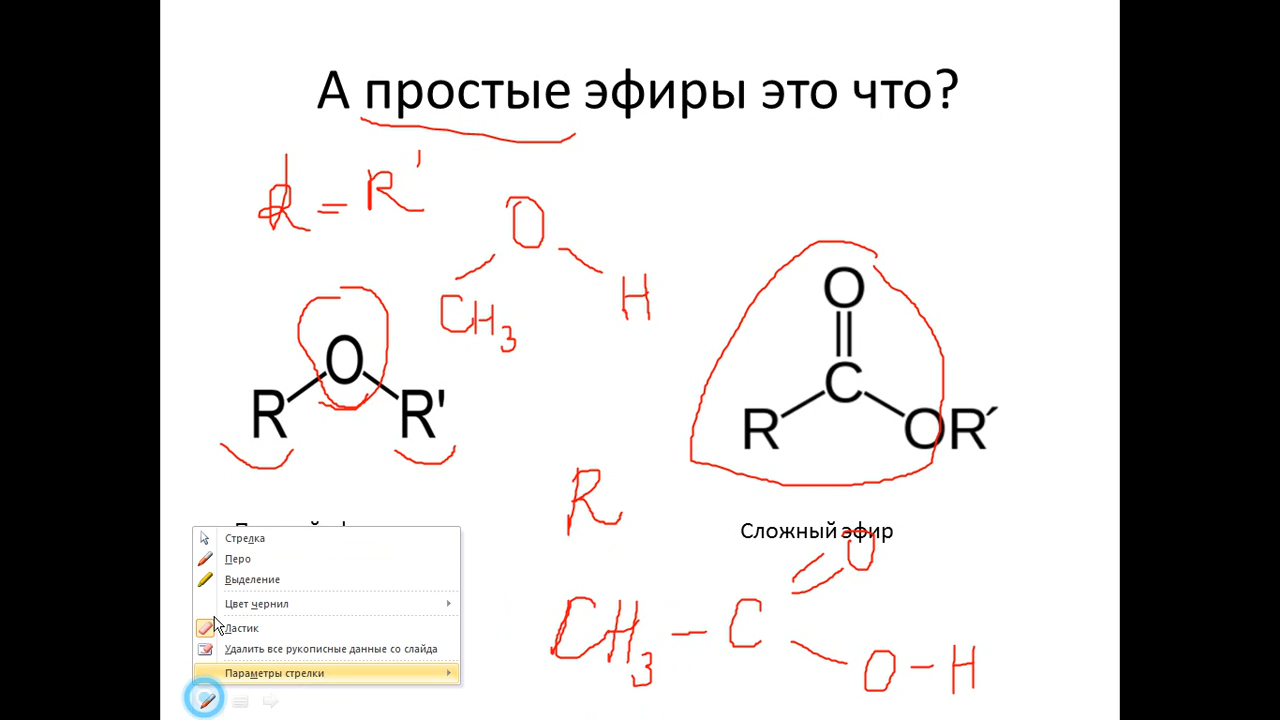 А простые эфиры это что?
R = R'
O
CH3
H
O
R
R'
O
C
R
OR´
R
Сложный эфир
O
CH3 - C
O - H
Стрелка
Перо
Выделение
Цвет чернил
Ластик
Удалить все рукописные данные со слайда
Параметры стрелки